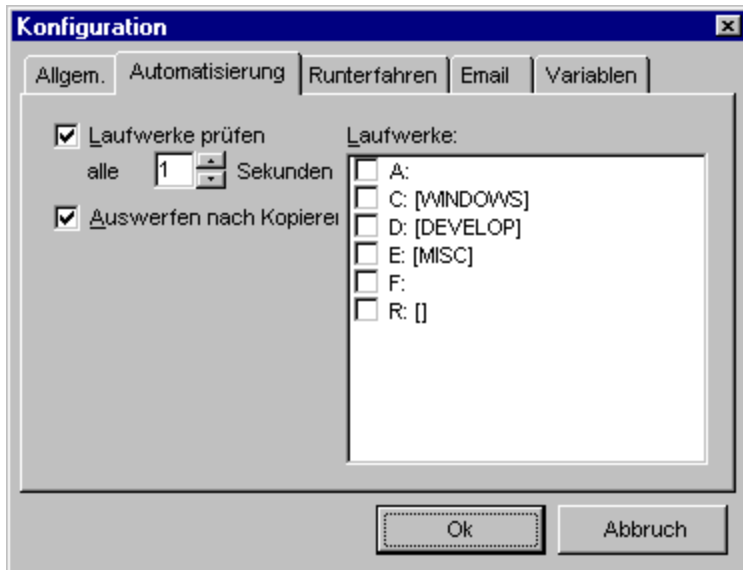 Konfiguration
Allgem. Automatisierung Runterfahren Email Variablen
Laufwerke prüfen
alle 1 Sekunden
Auswerfen nach Kopieren
Laufwerke:
A:
C: [WINDOWS]
D: [DEVELOP]
E: [MISC]
F:
R: []
Ok Abbruch